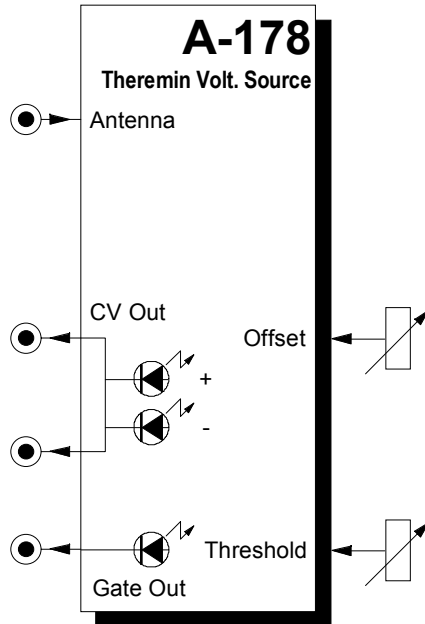 A-178
Theremin Volt. Source
Antenna
CV Out
Offset
+
-
Threshold
Gate Out